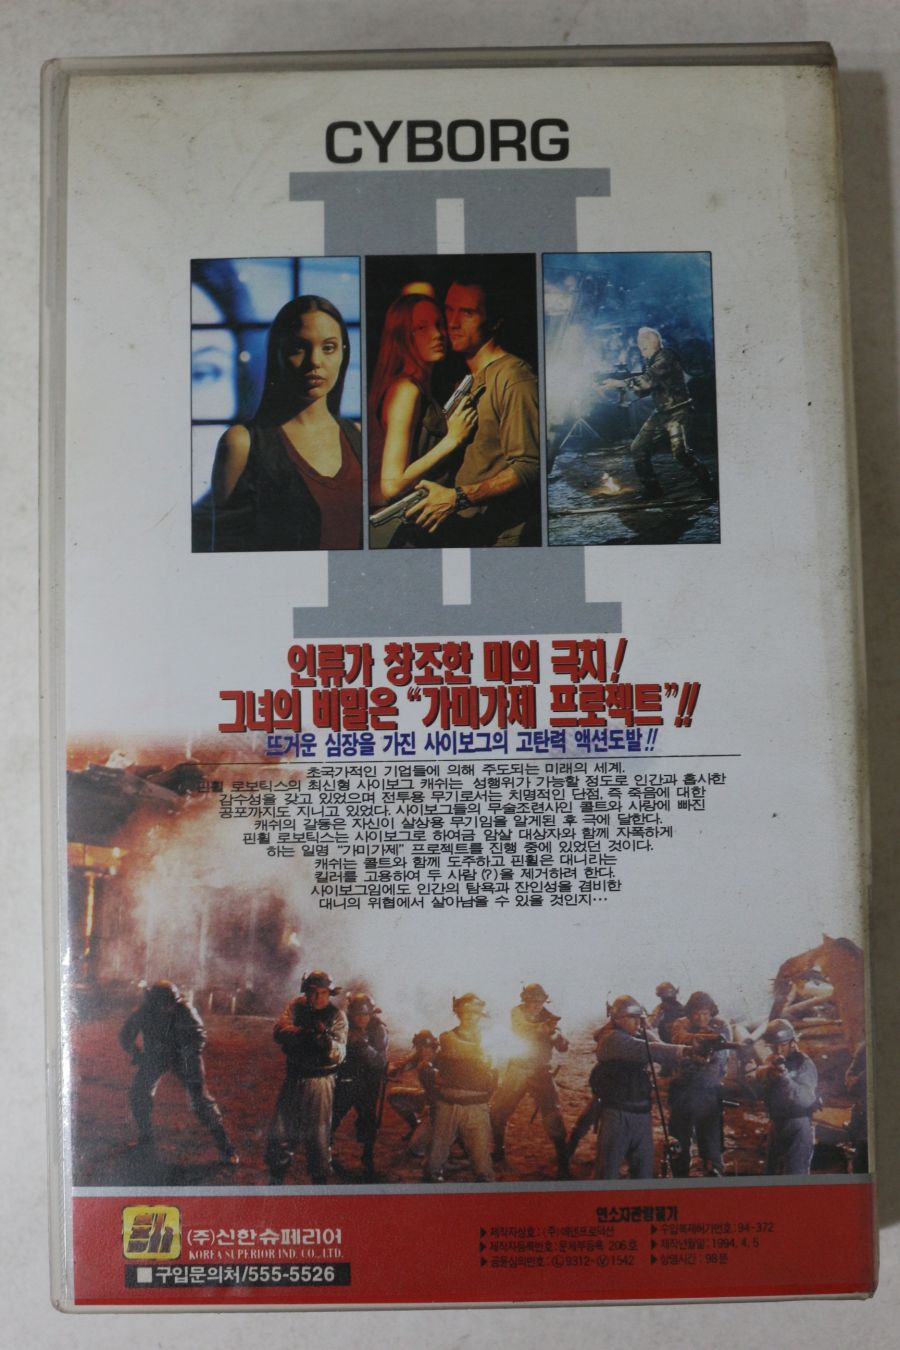 CYBORG
II
인류가 창조한 미의 극치!
그녀의 비밀은 “가미가제 프로젝트”!!
뜨거운 심장을 가진 사이보그의 고탄력 액션도발!!
초국가적인 기업들에 의해 주도되는 미래의 세계.
핀휠 로보틱스의 최신형 사이보그 캐쉬는, 성행위가 가능할 정도로 인간과 흡사한
감수성을 갖고 있었으며 전투용 무기로서는 치명적인 단점, 즉 죽음에 대한
공포까지도 지니고 있었다. 사이보그들의 무술조련사인 콜트와 사랑에 빠진
캐쉬의 갈등은 자신이 살상용 무기임을 알게된 후 극에 달한다.
핀휠 로보틱스는 사이보그로 하여금 암살 대상자와 함께 자폭하게
하는 일명 “가미가제” 프로젝트를 진행 중에 있었던 것이다.
캐쉬는 콜트와 함께 도주하고 핀휠은 대니라는
킬러를 고용하여 두 사람(?)을 제거하려 한다.
사이보그임에도 인간의 탐욕과 잔인성을 겸비한
대니의 위협에서 살아남을 수 있을 것인지…
(주)신한슈페리어
KOREA SUPERIOR IND. CO., LTD.
■구입문의처/555-5526
연소자관람불가
▶제작자상호: (주)에덴프로덕션 ▶수입복제허가번호: 94-372
▶제작자등록번호: 문체부등록 206호 ▶제작년월일: 1994. 4. 5
▶공윤심의번호: Ⓛ9312-Ⓥ1542 ▶상영시간: 98분